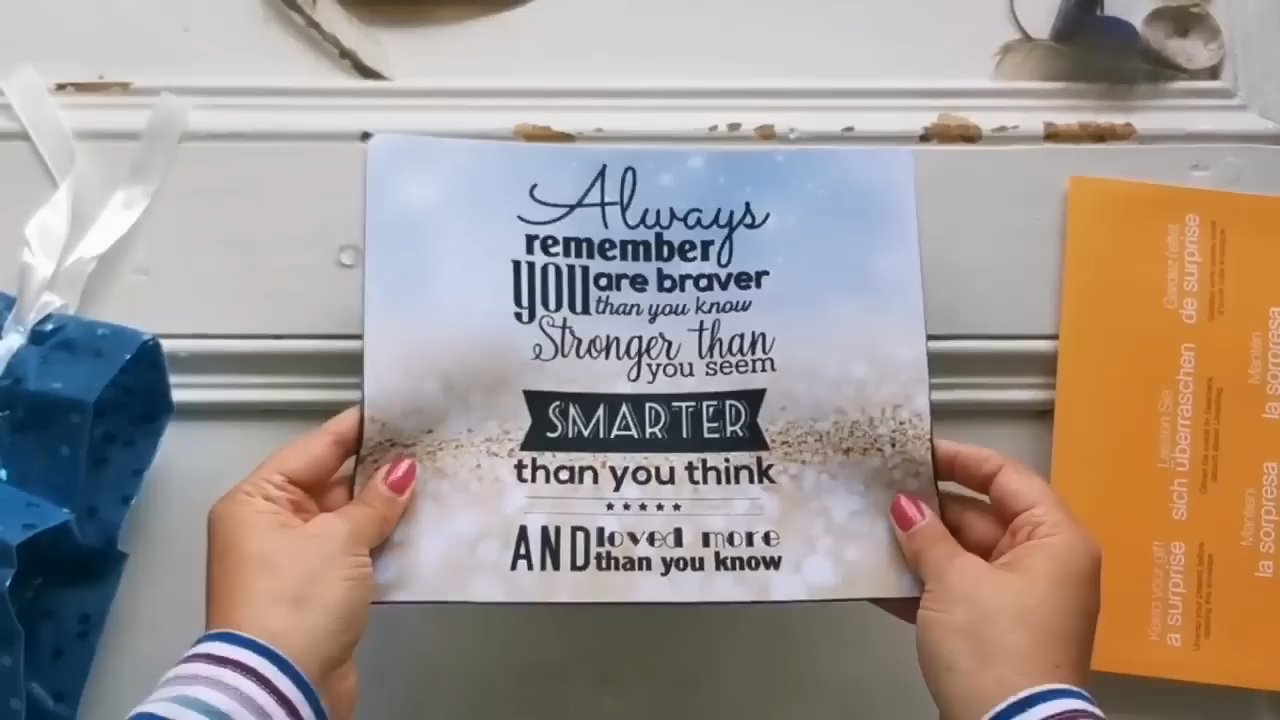 Always
remember
you are braver
than you know
Stronger than
you seem
SMARTER
than you think
AND loved more
than you know
Keep your gift
a surprise
Lassen Sie
sich überraschen
Gardez l'effet
de surprise
Mantieni
la sorpresa
Mantén
la sorpresa